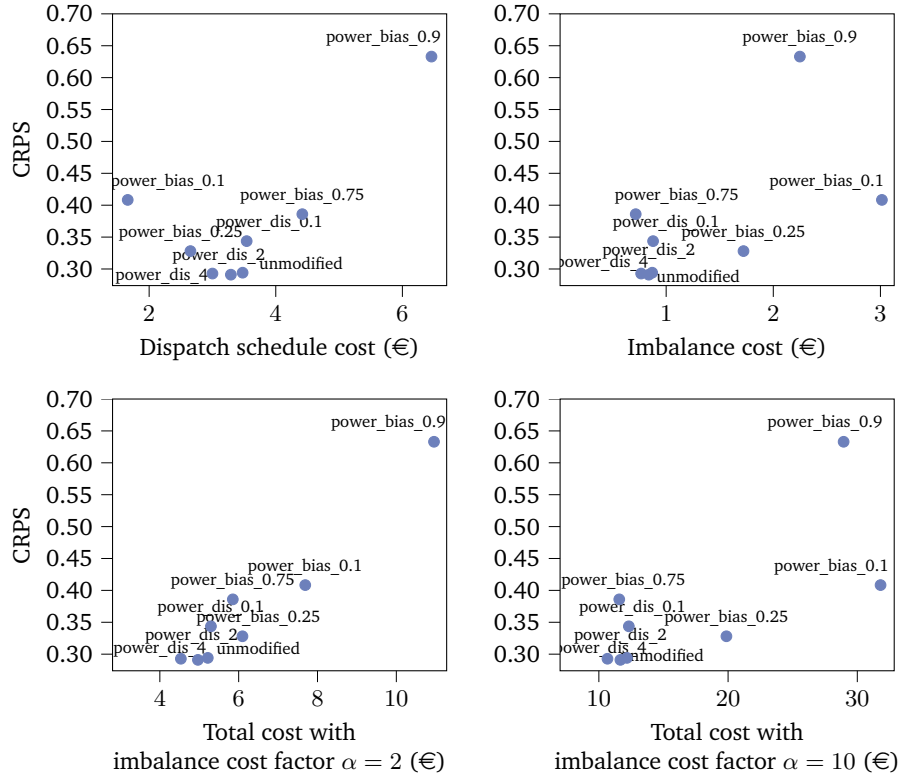 0.70
0.65
0.60
0.55
0.50
0.45
0.40
0.35
0.30
CRPS
power_bias_0.9
power_bias_0.1
power_bias_0.75
power_dis_0.1
power_bias_0.25
power_dis_2
unmodified
power_dis_4
2 4 6
Dispatch schedule cost (€)
0.70
0.65
0.60
0.55
0.50
0.45
0.40
0.35
0.30
power_bias_0.9
power_bias_0.1
power_bias_0.75
power_dis_0.1
power_bias_0.25
power_dis_2
power_dis_4
unmodified
1 2 3
Imbalance cost (€)
0.70
0.65
0.60
0.55
0.50
0.45
0.40
0.35
0.30
CRPS
power_bias_0.9
power_bias_0.1
power_bias_0.75
power_dis_0.1
power_bias_0.25
power_dis_2
power_dis_4
unmodified
4 6 8 10
Total cost with
imbalance cost factor α = 2 (€)
0.70
0.65
0.60
0.55
0.50
0.45
0.40
0.35
0.30
power_bias_0.9
power_bias_0.1
power_bias_0.75
power_dis_0.1
power_bias_0.25
power_dis_2
power_dis_4
unmodified
10 20 30
Total cost with
imbalance cost factor α = 10 (€)